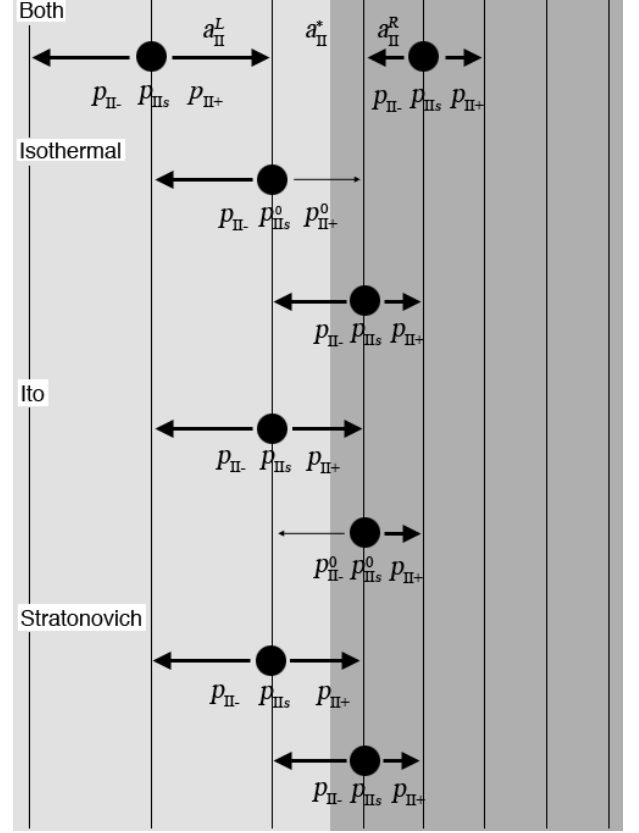 Both
a_II^L a_II^* a_II^R
p_II- p_IIs p_II+ p_II- p_IIs p_II+
Isothermal
p_II- p_IIs^0 p_II+^0
p_II- p_IIs p_II+
Ito
p_II- p_IIs p_II+
p_II-^0 p_IIs^0 p_II+
Stratonovich
p_II- p_IIs p_II+
p_II- p_IIs p_II+